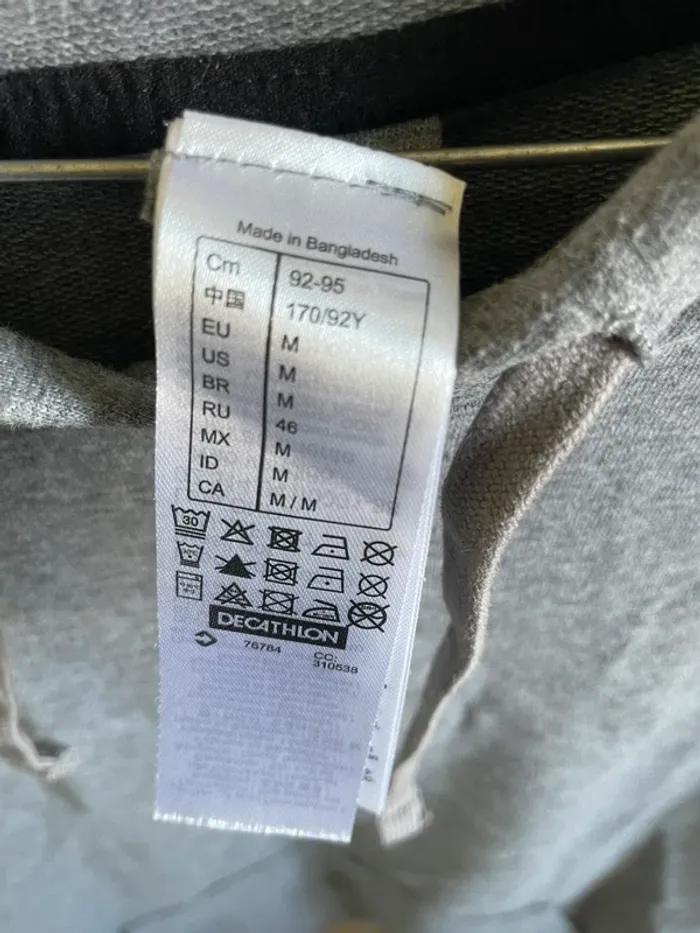 Made in Bangladesh
Cm 92-95
中国 170/92Y
EU M
US M
BR M
RU 46
MX M
ID M
CA M / M
30
DECATHLON
76784 CC:
310538